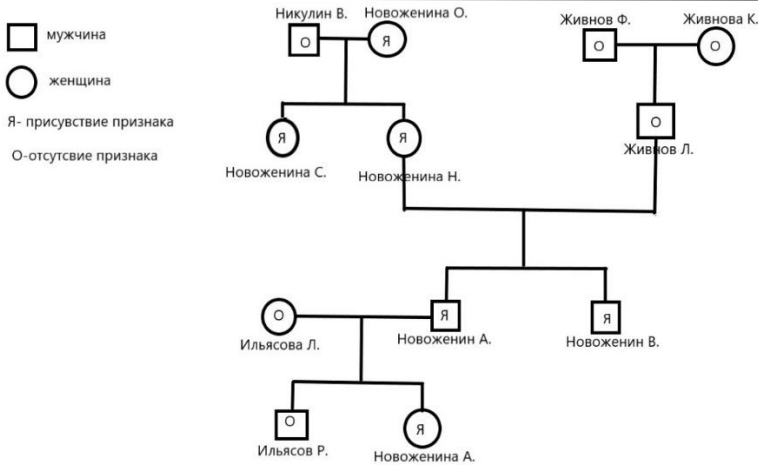 Никулин В.
Новоженина О.
Живнов Ф.
Живнова К.
мужчина
О
Я
О
О
женщина
Я- присувствие признака
О-отсутсвие признака
Я
Я
О
Новоженина С.
Новоженина Н.
Живнов Л.
О
Я
Я
Ильясова Л.
Новоженин А.
Новоженин В.
О
Я
Ильясов Р.
Новоженина А.